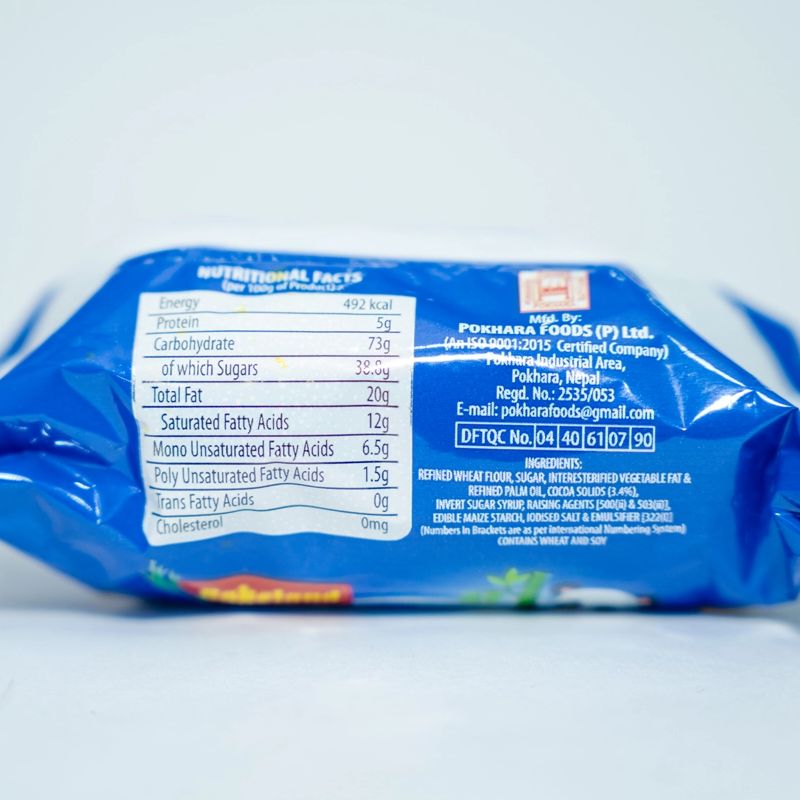 NUTRITIONAL FACTS
(per 100g of Product)
Energy 492 kcal
Protein 5g
Carbohydrate 73g
of which Sugars 38.8g
Total Fat 20g
Saturated Fatty Acids 12g
Mono Unsaturated Fatty Acids 6.5g
Poly Unsaturated Fatty Acids 1.5g
Trans Fatty Acids 0g
Cholesterol 0mg
Mfd. By:
POKHARA FOODS (P) Ltd.
(An ISO 9001:2015 Certified Company)
Pokhara Industrial Area,
Pokhara, Nepal
Regd. No.: 2535/053
E-mail: pokharafoods@gmail.com
DFTQC No. 04 40 61 07 90
INGREDIENTS:
REFINED WHEAT FLOUR, SUGAR, INTERESTERIFIED VEGETABLE FAT &
REFINED PALM OIL, COCOA SOLIDS (3.4%),
INVERT SUGAR SYRUP, RAISING AGENTS [500(ii) & 503(ii)],
EDIBLE MAIZE STARCH, IODISED SALT & EMULSIFIER [322(i)]
(Numbers in Brackets are as per International Numbering System)
CONTAINS WHEAT AND SOY